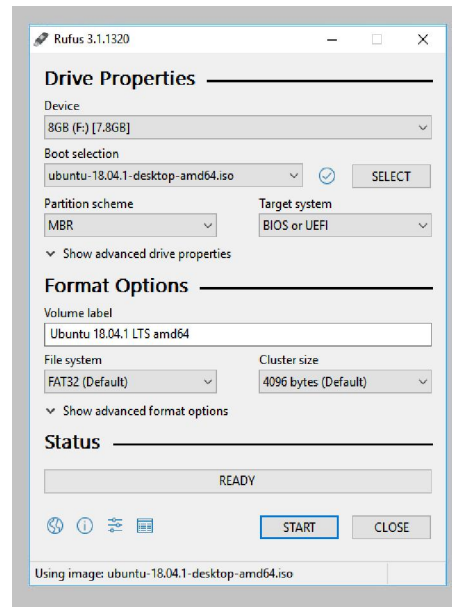 Rufus 3.1.1320
Drive Properties
Device
8GB (F:) [7.8GB]
Boot selection
ubuntu-18.04.1-desktop-amd64.iso
SELECT
Partition scheme
Target system
MBR
BIOS or UEFI
Show advanced drive properties
Format Options
Volume label
Ubuntu 18.04.1 LTS amd64
File system
Cluster size
FAT32 (Default)
4096 bytes (Default)
Show advanced format options
Status
READY
START
CLOSE
Using image: ubuntu-18.04.1-desktop-amd64.iso